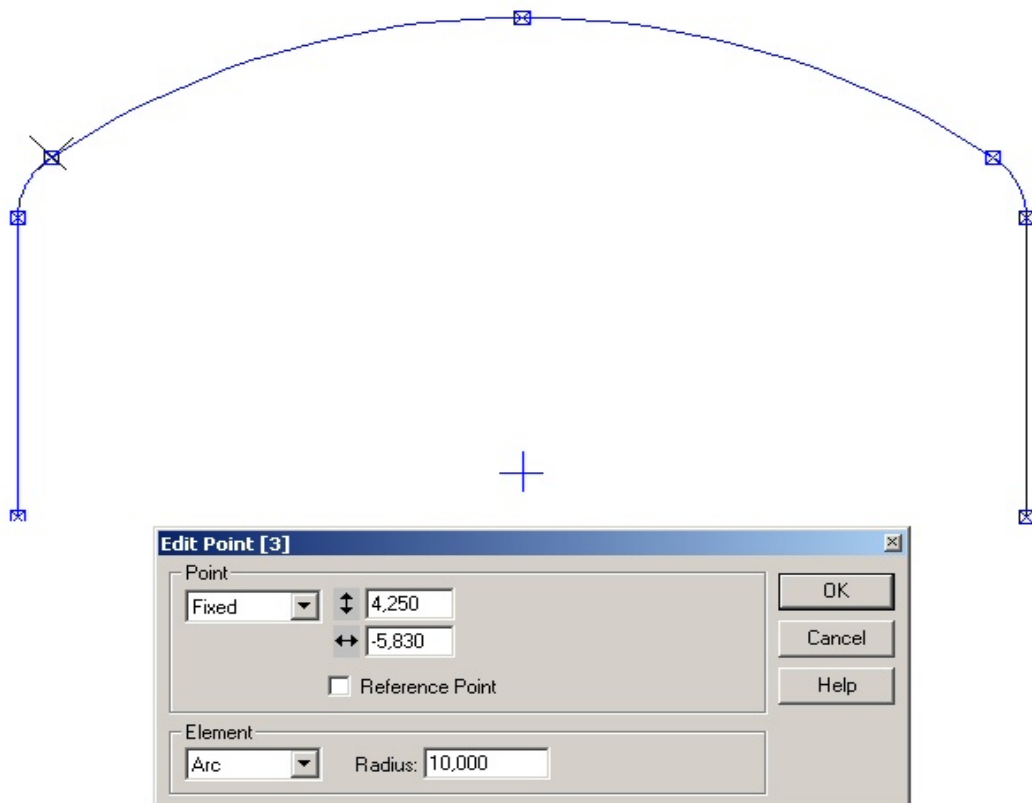 Edit Point [3]
Point
Fixed
4,250
-5,830
Reference Point
OK
Cancel
Help
Element
Arc
Radius: 10,000